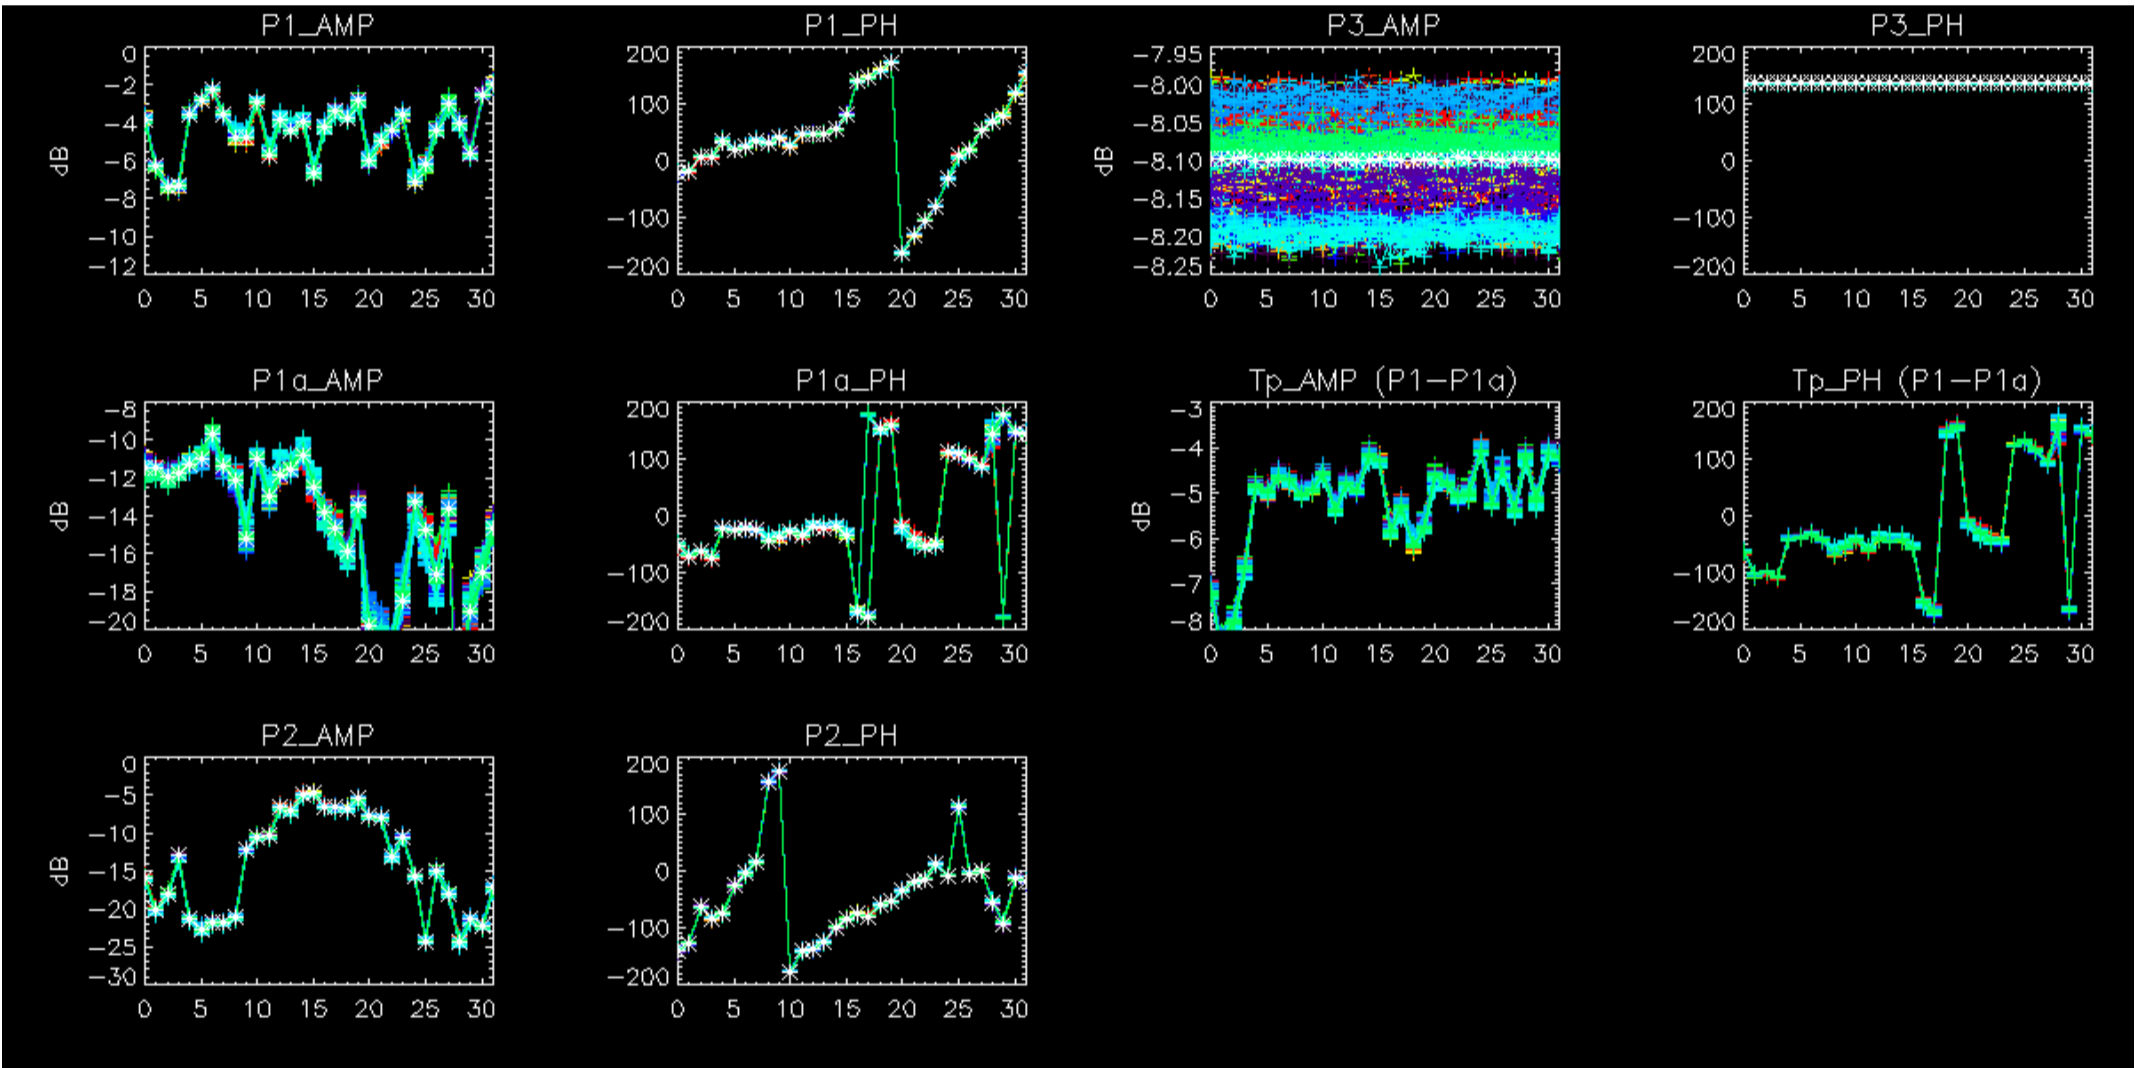 P1_AMP
0
−2
−4
−6
−8
−10
−12
dB
0 5 10 15 20 25 30
P1_PH
200
100
0
−100
−200
0 5 10 15 20 25 30
P3_AMP
−7.95
−8.00
−8.05
−8.10
−8.15
−8.20
−8.25
dB
0 5 10 15 20 25 30
P3_PH
200
100
0
−100
−200
0 5 10 15 20 25 30
P1a_AMP
−8
−10
−12
−14
−16
−18
−20
dB
0 5 10 15 20 25 30
P1a_PH
200
100
0
−100
−200
0 5 10 15 20 25 30
Tp_AMP (P1−P1a)
−3
−4
−5
−6
−7
−8
dB
0 5 10 15 20 25 30
Tp_PH (P1−P1a)
200
100
0
−100
−200
0 5 10 15 20 25 30
P2_AMP
0
−5
−10
−15
−20
−25
−30
dB
0 5 10 15 20 25 30
P2_PH
200
100
0
−100
−200
0 5 10 15 20 25 30